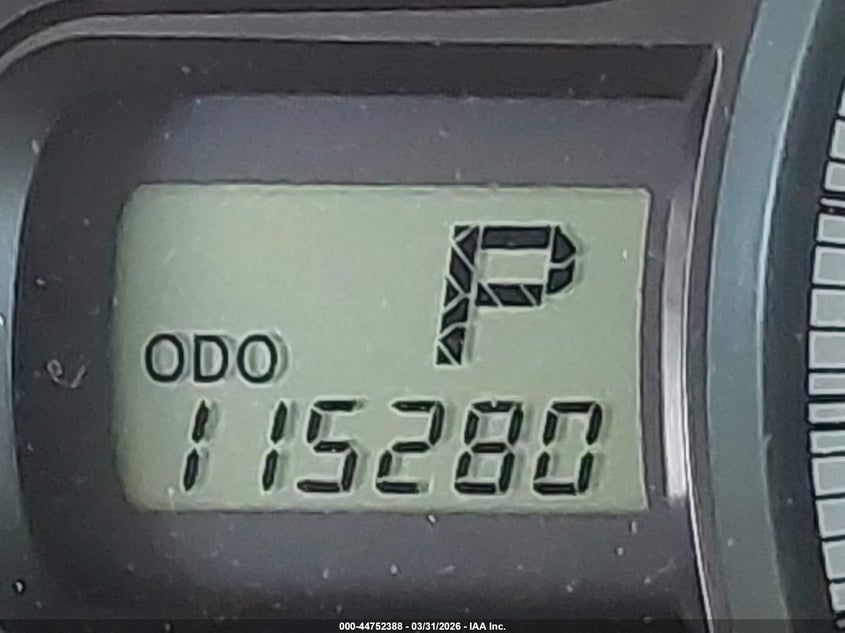 P
ODO
115280
000-44752388 - 03/31/2026 - IAA Inc.